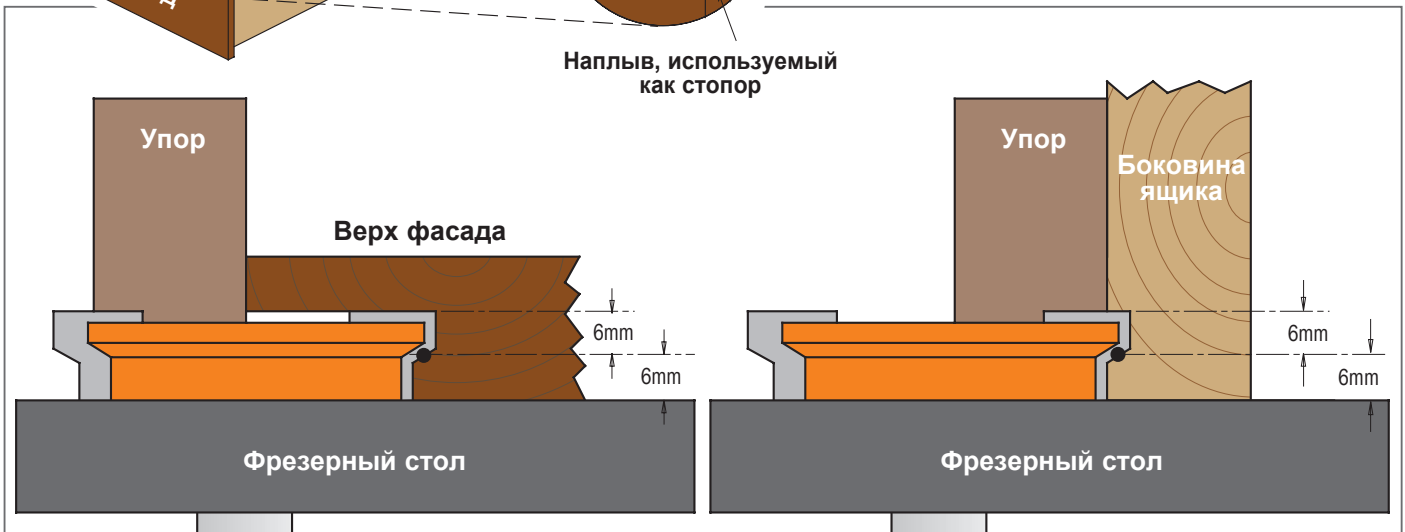 Наплыв, используемый
как стопор
Упор
Верх фасада
6mm
6mm
Фрезерный стол
Упор
Боковина
ящика
6mm
6mm
Фрезерный стол